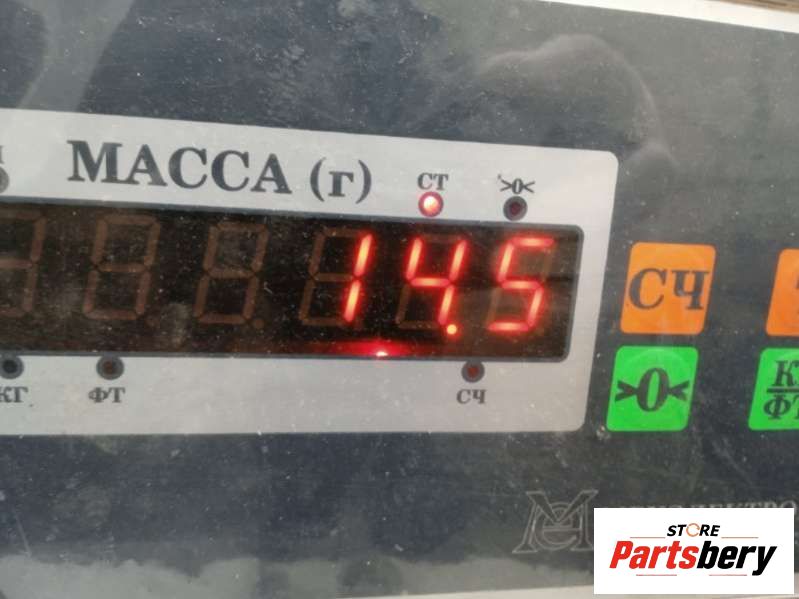 МАССА (г)
СТ
>0<
14.5
КГ
ФТ
СЧ
СЧ
>0<
STORE
Partsbery